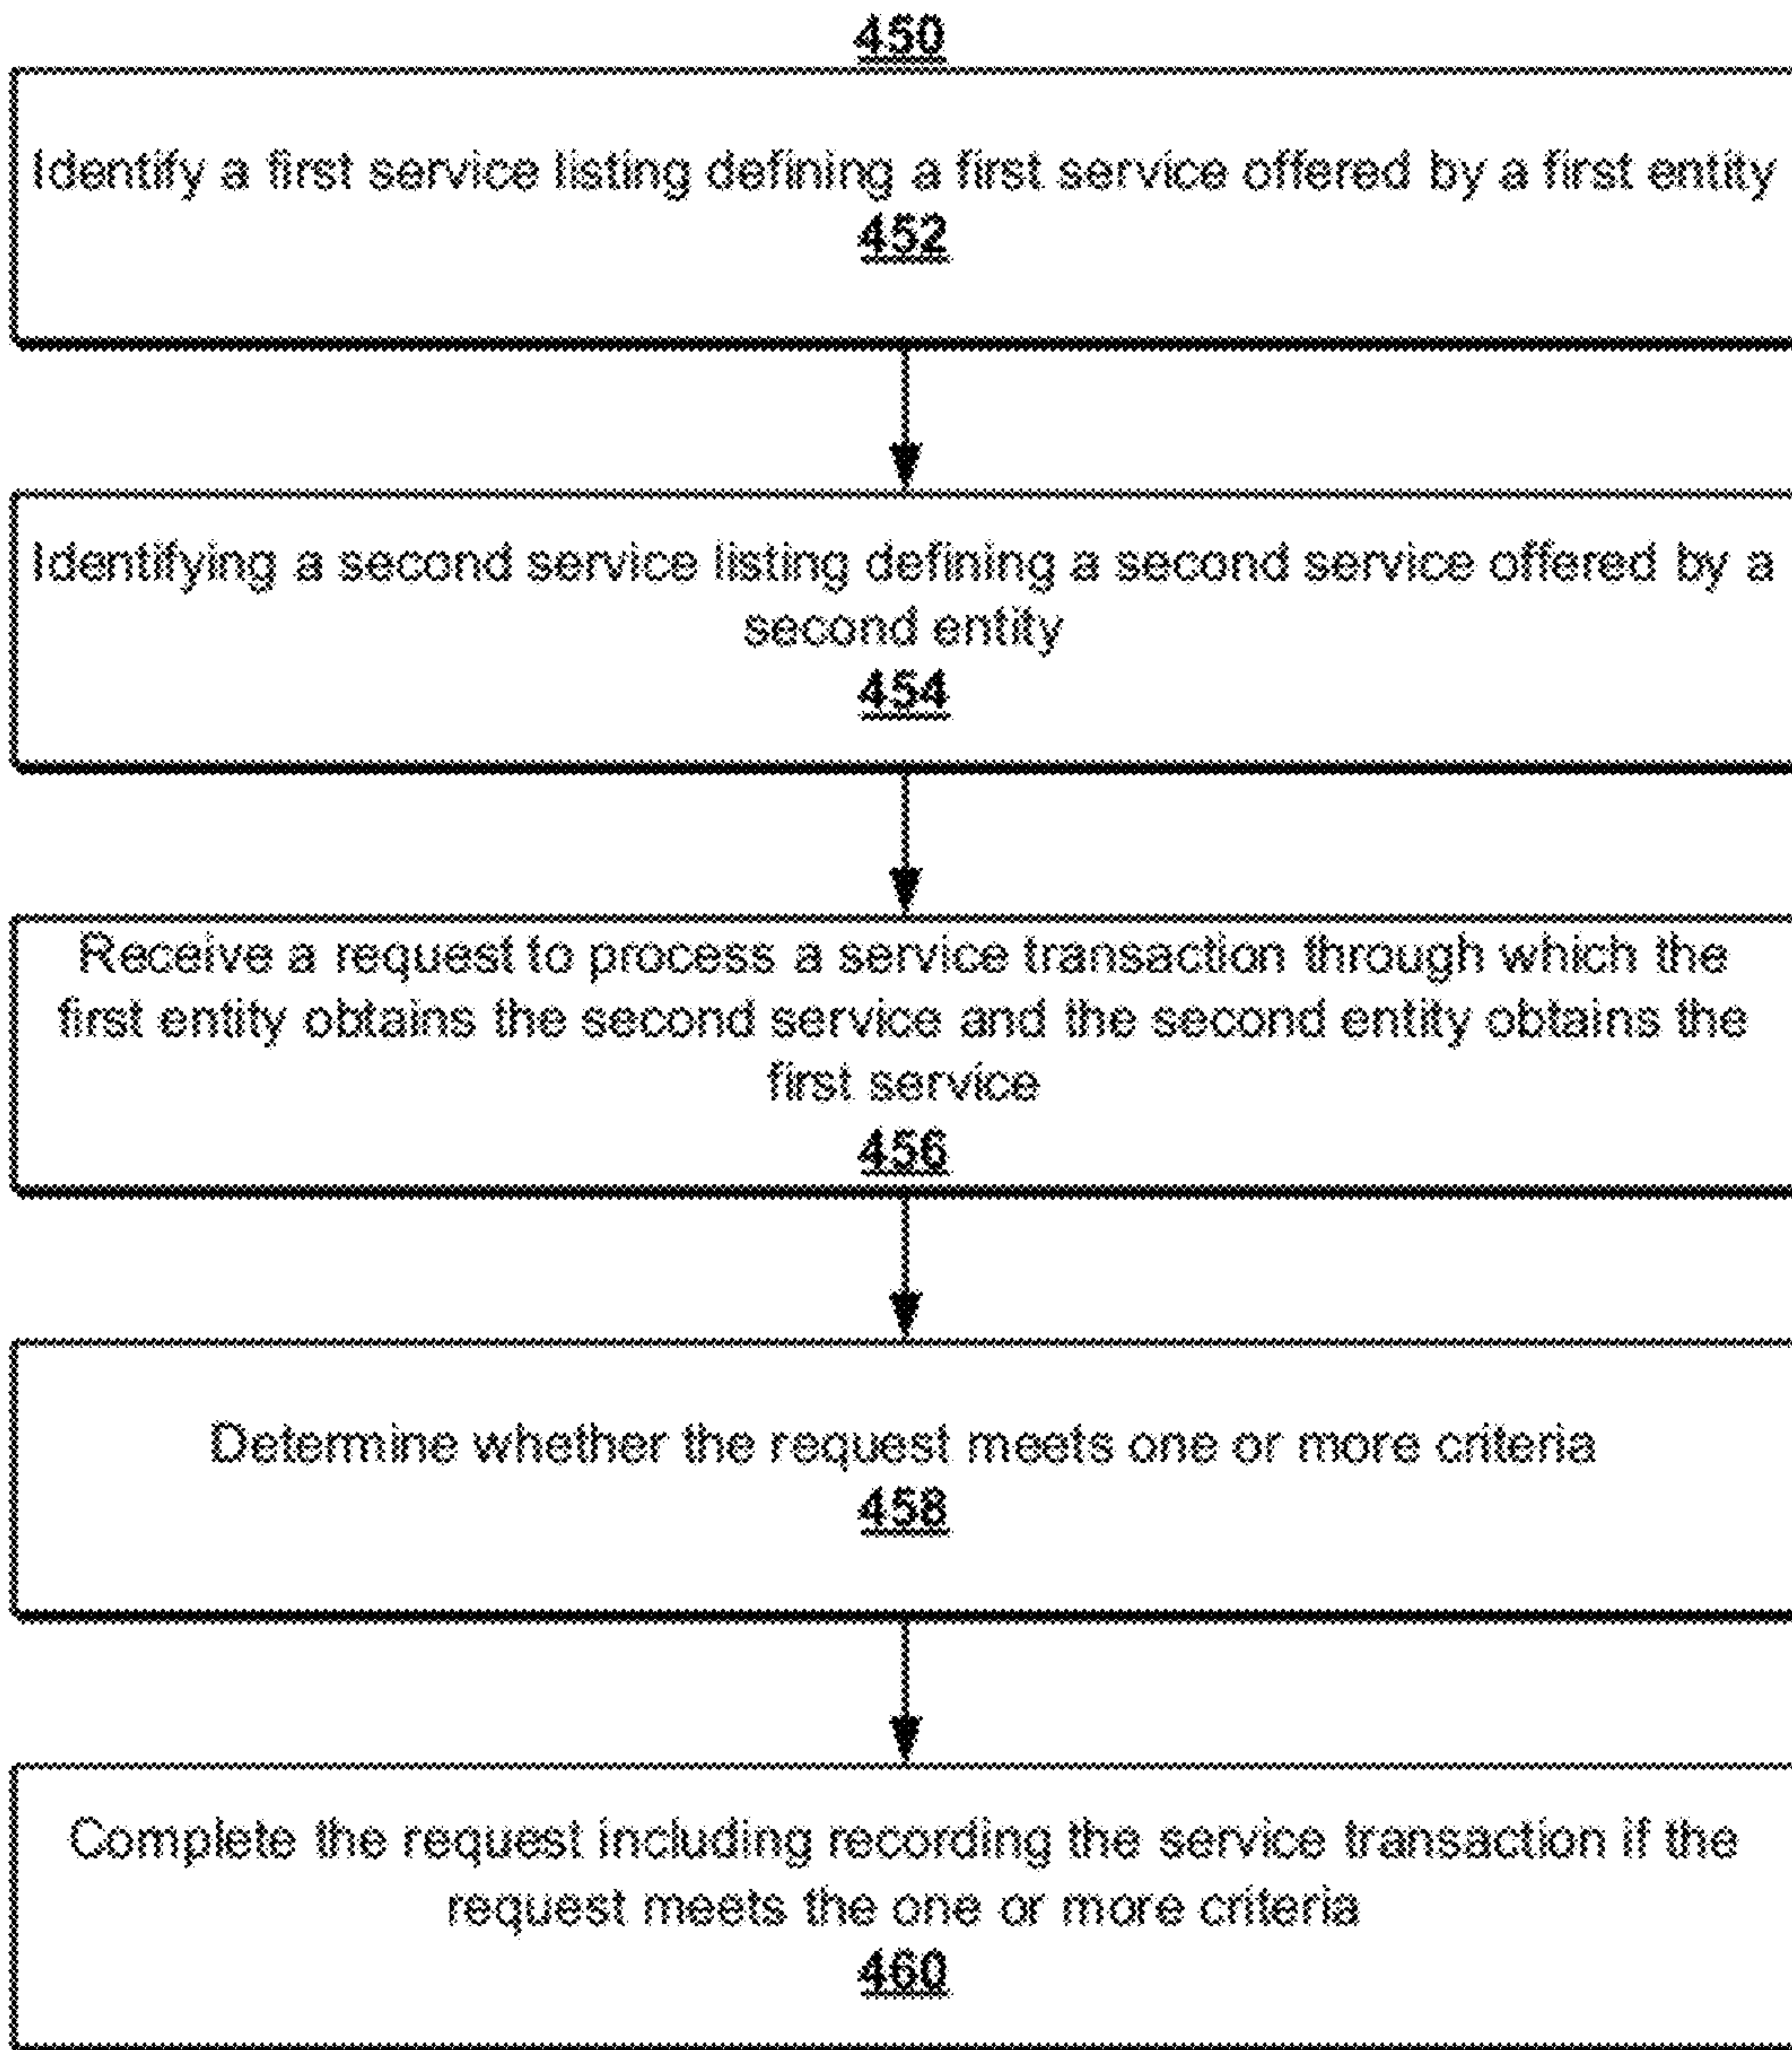 450
Identify a first service listing defining a first service offered by a first entity
452
Identifying a second service listing defining a second service offered by a
second entity
454
Receive a request to process a service transaction through which the
first entity obtains the second service and the second entity obtains the
first service
456
Determine whether the request meets one or more criteria
458
Complete the request including recording the service transaction if the
request meets the one or more criteria
460